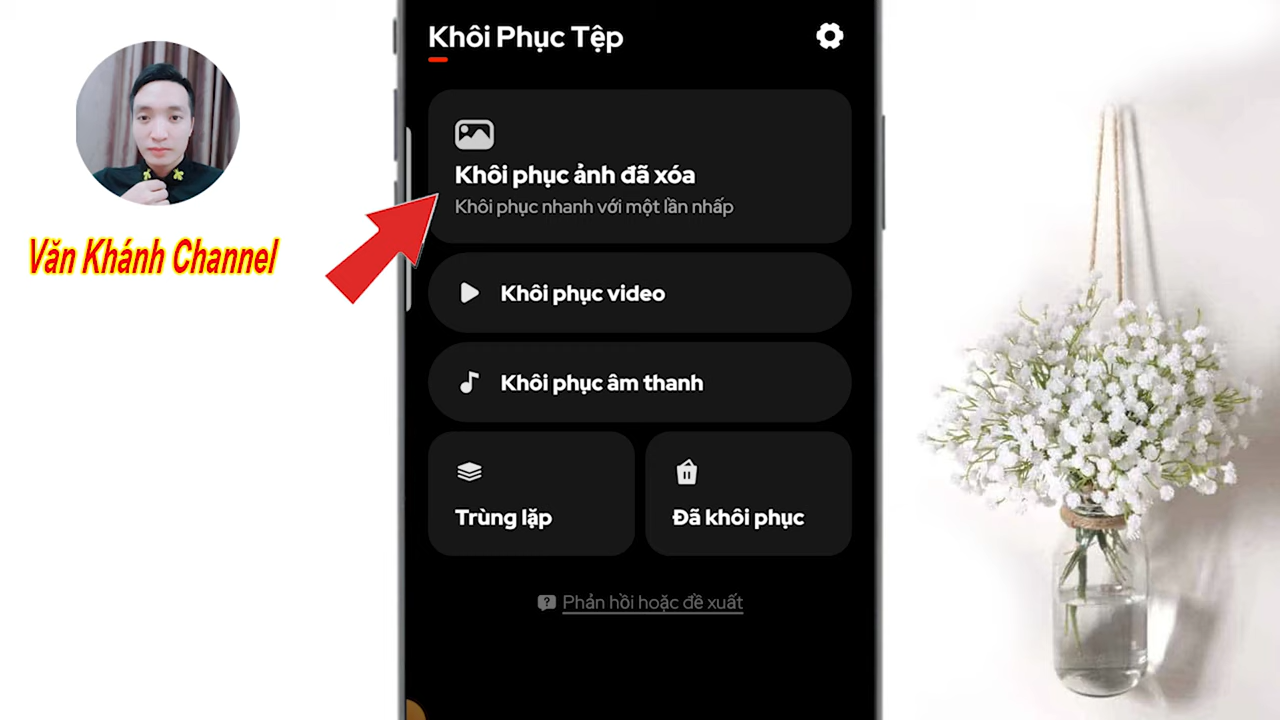 Khôi Phục Tệp
Khôi phục ảnh đã xóa
Khôi phục nhanh với một lần nhấp
Văn Khánh Channel
Khôi phục video
Khôi phục âm thanh
Trùng lặp
Đã khôi phục
Phản hồi hoặc đề xuất